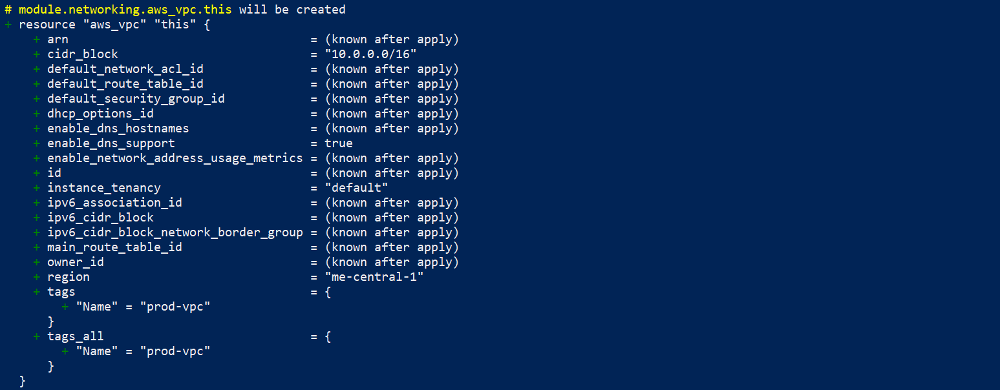 # module.networking.aws_vpc.this will be created
+ resource "aws_vpc" "this" {
    + arn                                  = (known after apply)
    + cidr_block                           = "10.0.0.0/16"
    + default_network_acl_id               = (known after apply)
    + default_route_table_id               = (known after apply)
    + default_security_group_id            = (known after apply)
    + dhcp_options_id                      = (known after apply)
    + enable_dns_hostnames                 = (known after apply)
    + enable_dns_support                   = true
    + enable_network_address_usage_metrics = (known after apply)
    + id                                   = (known after apply)
    + instance_tenancy                     = "default"
    + ipv6_association_id                  = (known after apply)
    + ipv6_cidr_block                      = (known after apply)
    + ipv6_cidr_block_network_border_group = (known after apply)
    + main_route_table_id                  = (known after apply)
    + owner_id                             = (known after apply)
    + region                               = "me-central-1"
    + tags                                 = {
        + "Name" = "prod-vpc"
      }
    + tags_all                             = {
        + "Name" = "prod-vpc"
      }
  }